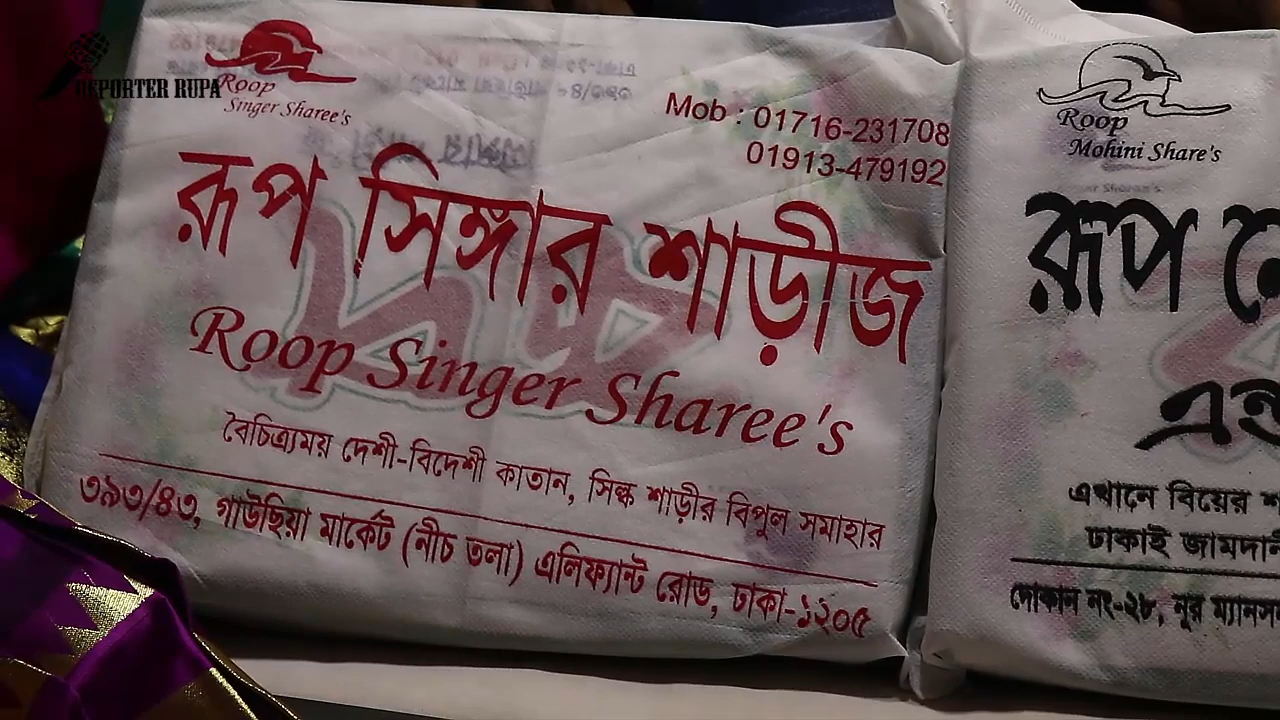 REPORTER RUPA
Roop
Singer Sharee's
Mob : 01716-231708
01913-479192
রূপ সিঙ্গার শাড়ীজ
Roop Singer Sharee's
বৈচিত্র্যময় দেশী-বিদেশী কাতান, সিল্ক শাড়ীর বিপুল সমাহার
৩৯৩/৪৩, গাউছিয়া মার্কেট (নীচ তলা) এলিফ্যান্ট রোড, ঢাকা-১২০৫
Roop
Mohini Share's
রূপ
এখানে বিয়ের
ঢাকাই জামদানী
দোকান নং-২৮, নূর